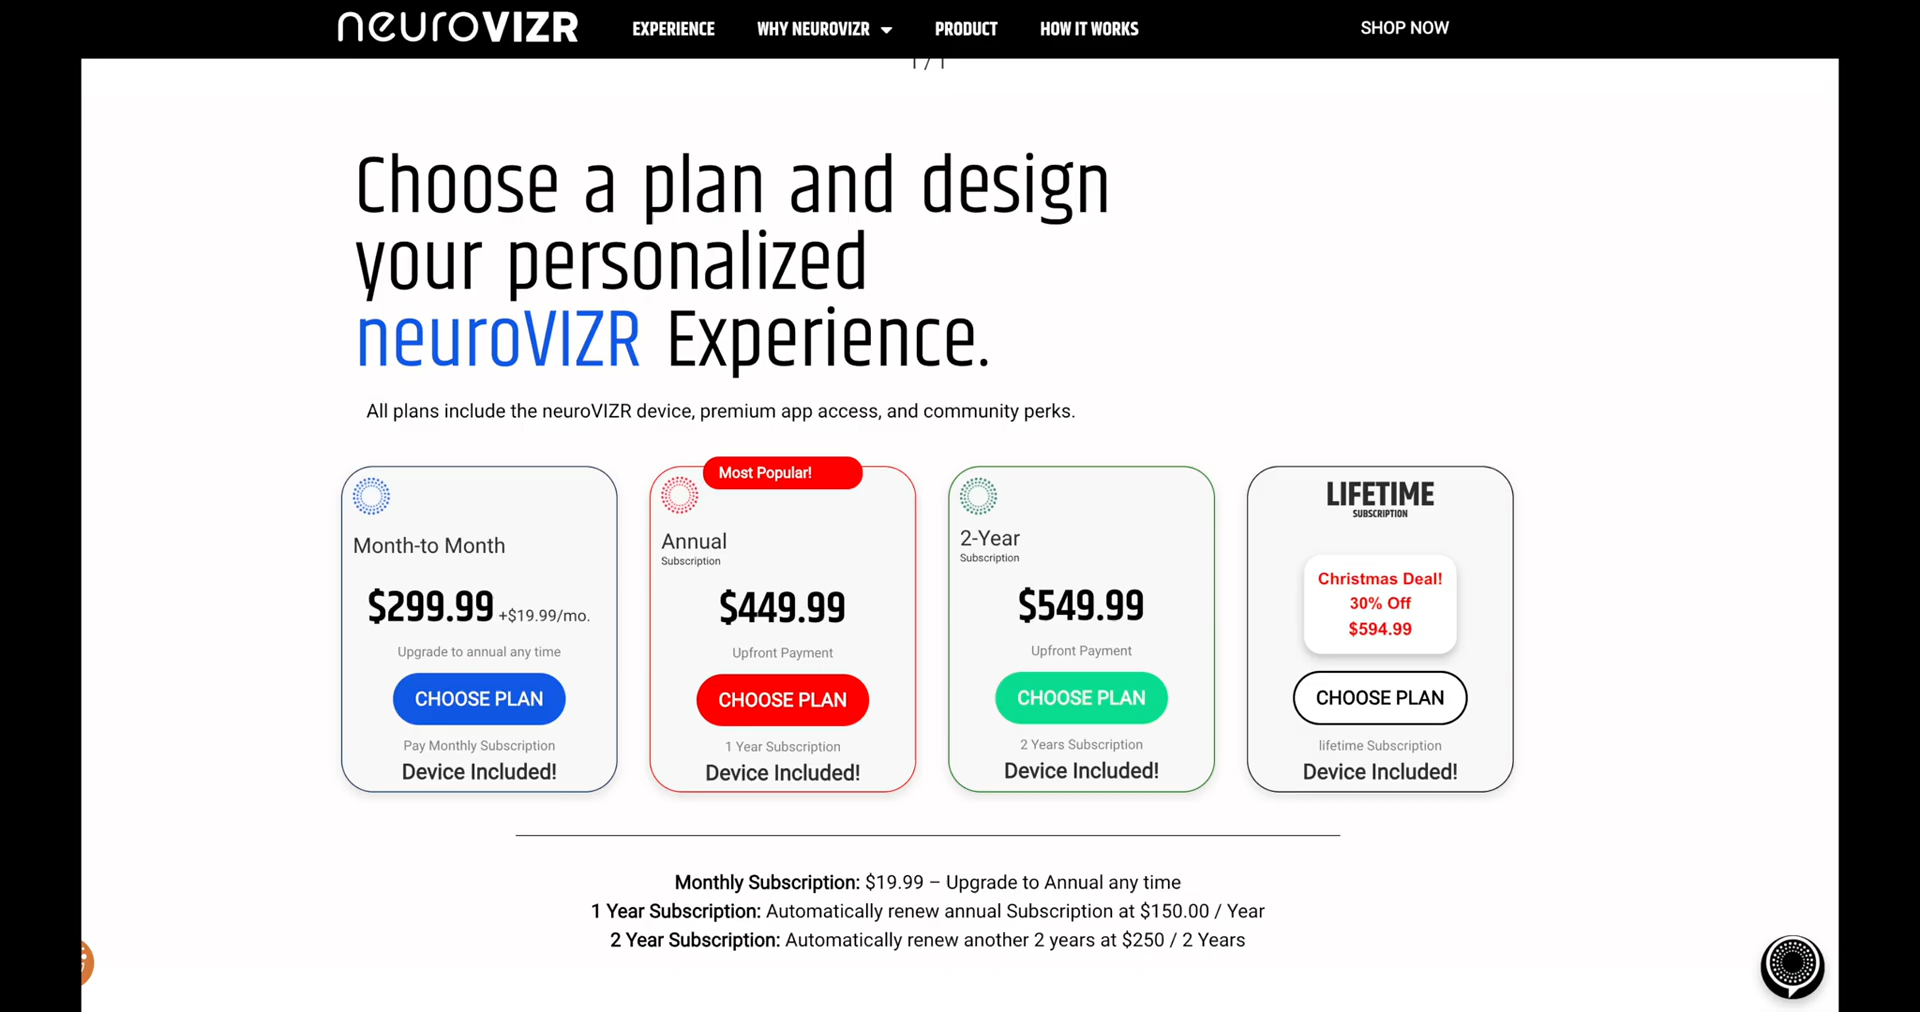 neuroVIZR
EXPERIENCE
WHY NEUROVIZR
PRODUCT
HOW IT WORKS
SHOP NOW
1 / 1
Choose a plan and design
your personalized
neuroVIZR Experience.
All plans include the neuroVIZR device, premium app access, and community perks.
Month-to Month
$299.99 +$19.99/mo.
Upgrade to annual any time
CHOOSE PLAN
Pay Monthly Subscription
Device Included!
Most Popular!
Annual
Subscription
$449.99
Upfront Payment
CHOOSE PLAN
1 Year Subscription
Device Included!
2-Year
Subscription
$549.99
Upfront Payment
CHOOSE PLAN
2 Years Subscription
Device Included!
LIFETIME
SUBSCRIPTION
Christmas Deal!
30% Off
$594.99
CHOOSE PLAN
lifetime Subscription
Device Included!
Monthly Subscription: $19.99 – Upgrade to Annual any time
1 Year Subscription: Automatically renew annual Subscription at $150.00 / Year
2 Year Subscription: Automatically renew another 2 years at $250 / 2 Years